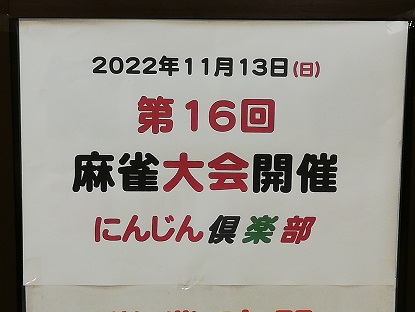 2022年11月13日(日)
第16回
麻雀大会開催
にんじん倶楽部